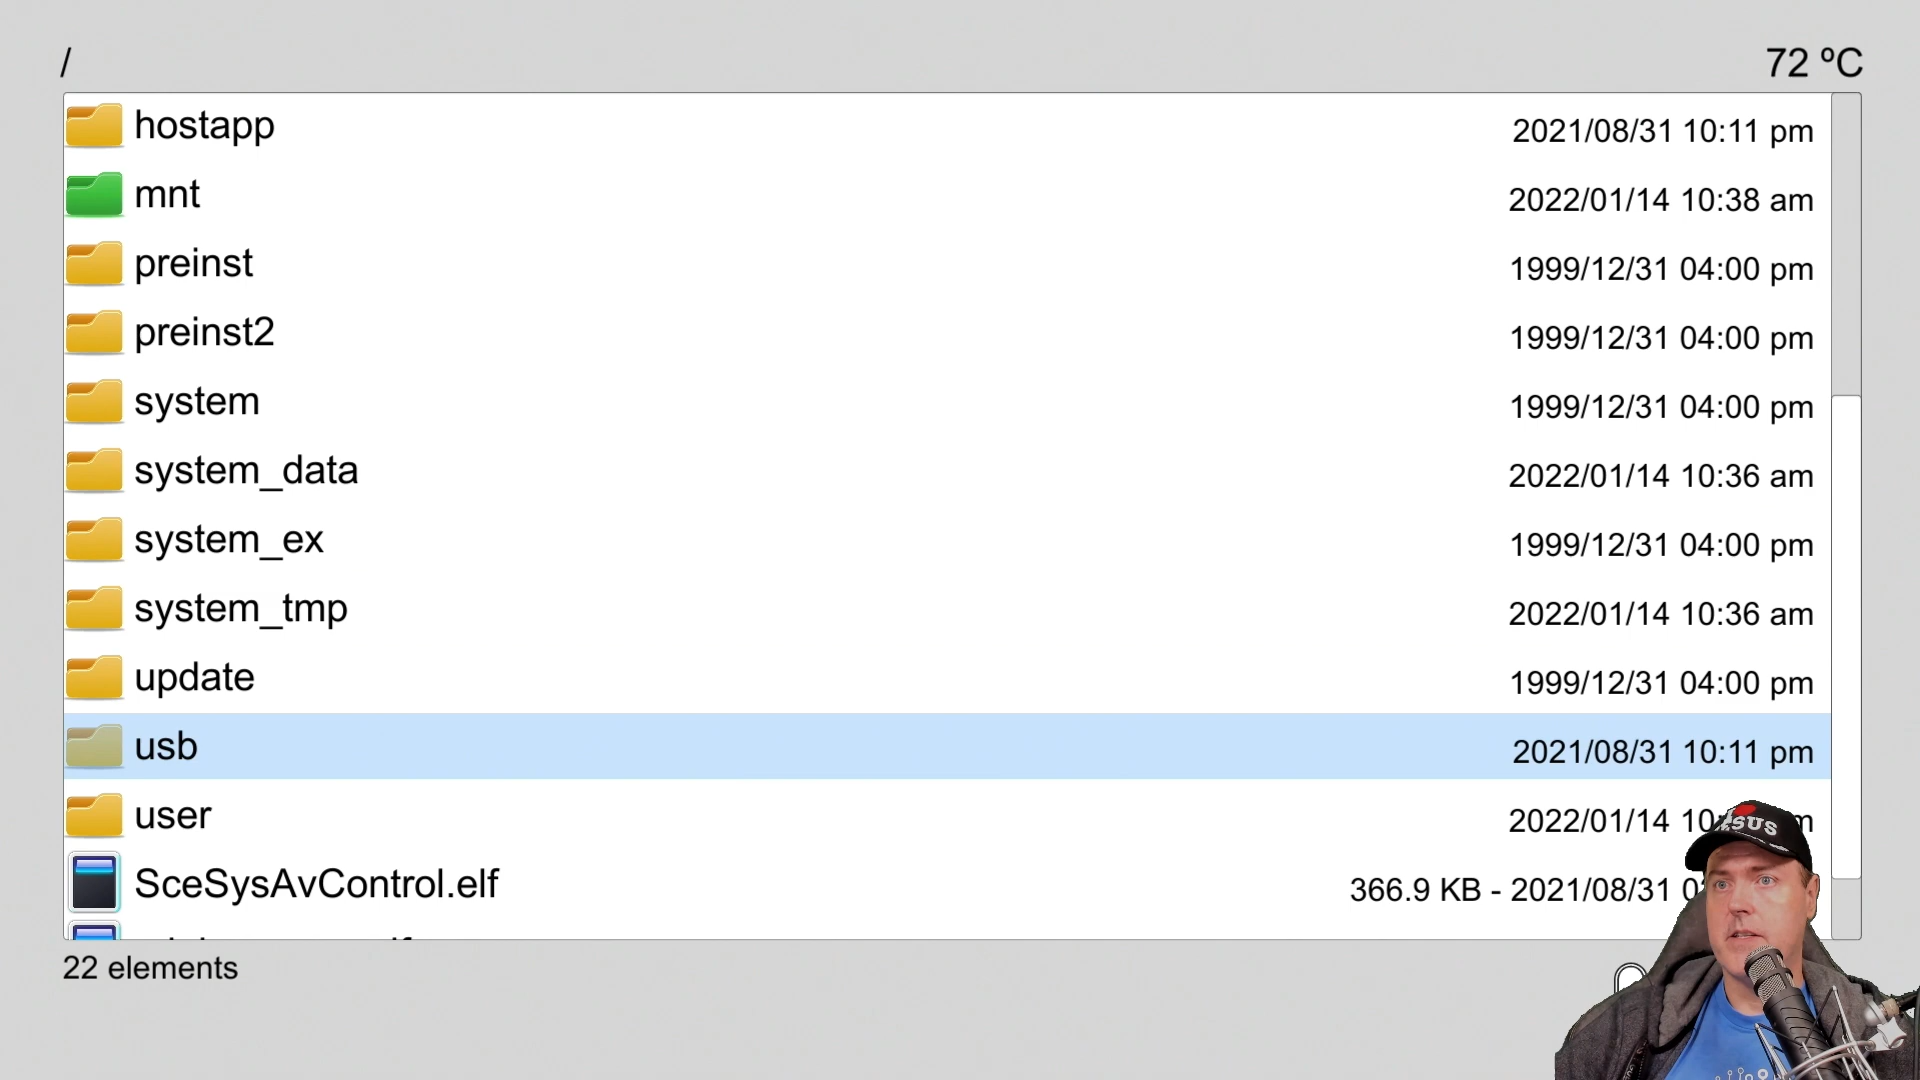 /
72 ºC
hostapp 2021/08/31 10:11 pm
mnt 2022/01/14 10:38 am
preinst 1999/12/31 04:00 pm
preinst2 1999/12/31 04:00 pm
system 1999/12/31 04:00 pm
system_data 2022/01/14 10:36 am
system_ex 1999/12/31 04:00 pm
system_tmp 2022/01/14 10:36 am
update 1999/12/31 04:00 pm
usb 2021/08/31 10:11 pm
user 2022/01/14
SceSysAvControl.elf 366.9 KB - 2021/08/31
22 elements